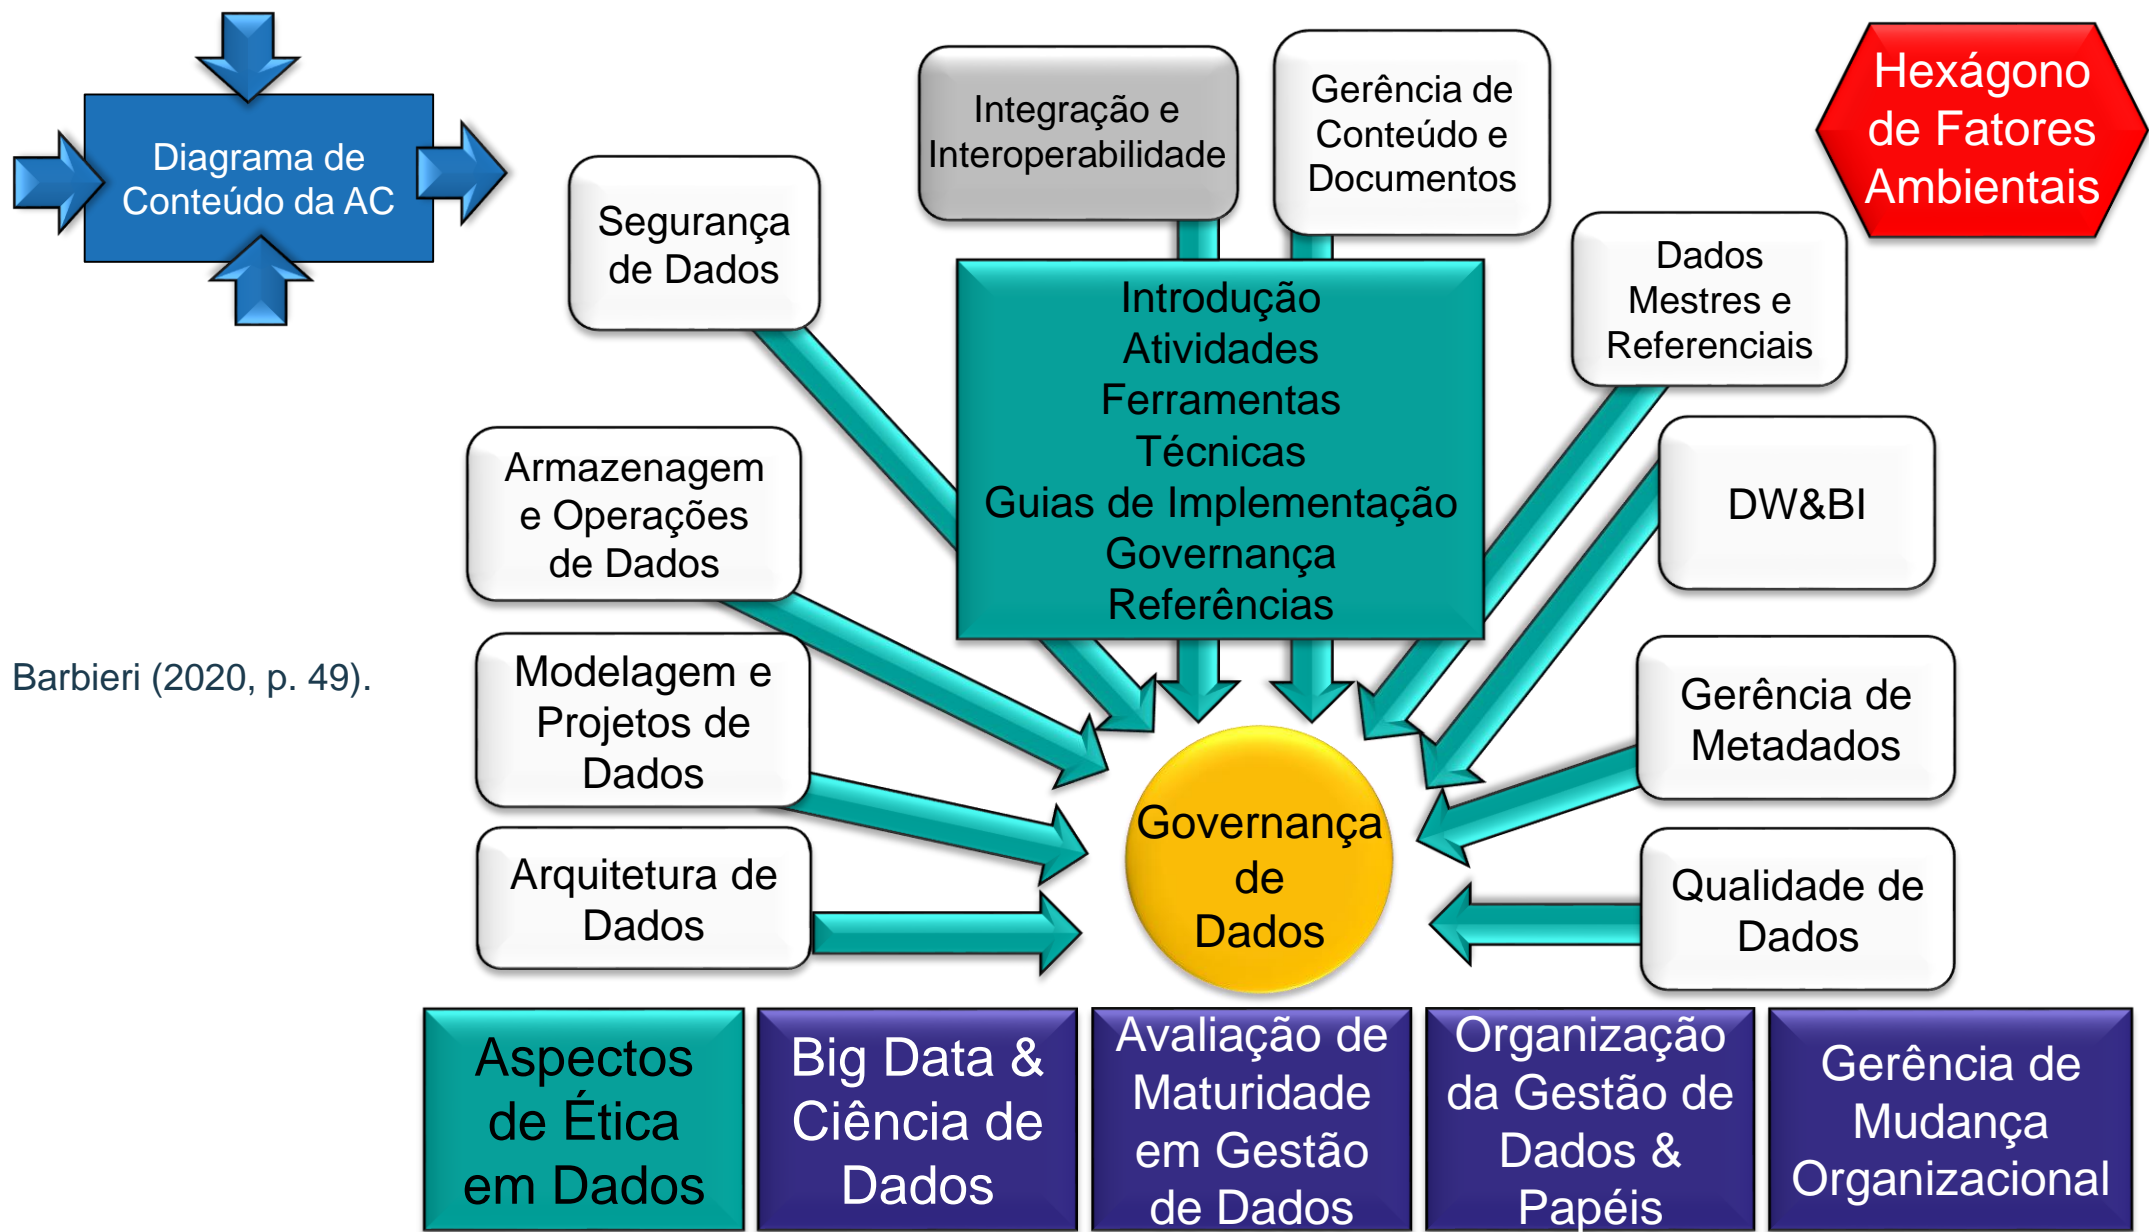 Diagrama de
Conteúdo da AC
Integração e
Interoperabilidade
Gerência de
Conteúdo e
Documentos
Hexágono
de Fatores
Ambientais
Segurança
de Dados
Dados
Mestres e
Referenciais
Introdução
Atividades
Ferramentas
Técnicas
Guias de Implementação
Governança
Referências
Armazenagem
e Operações
de Dados
DW&BI
Barbieri (2020, p. 49).
Modelagem e
Projetos de
Dados
Gerência de
Metadados
Governança
de
Dados
Arquitetura de
Dados
Qualidade de
Dados
Aspectos
de Ética
em Dados
Big Data &
Ciência de
Dados
Avaliação de
Maturidade
em Gestão
de Dados
Organização
da Gestão de
Dados &
Papéis
Gerência de
Mudança
Organizacional